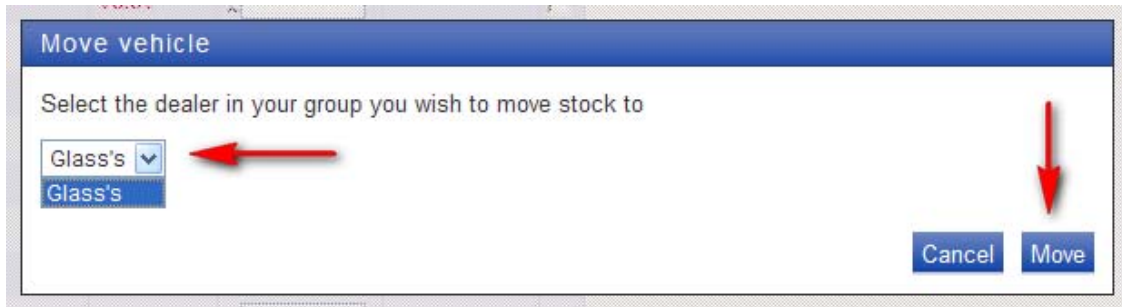 Move vehicle
Select the dealer in your group you wish to move stock to
Glass's
Glass's
Cancel Move